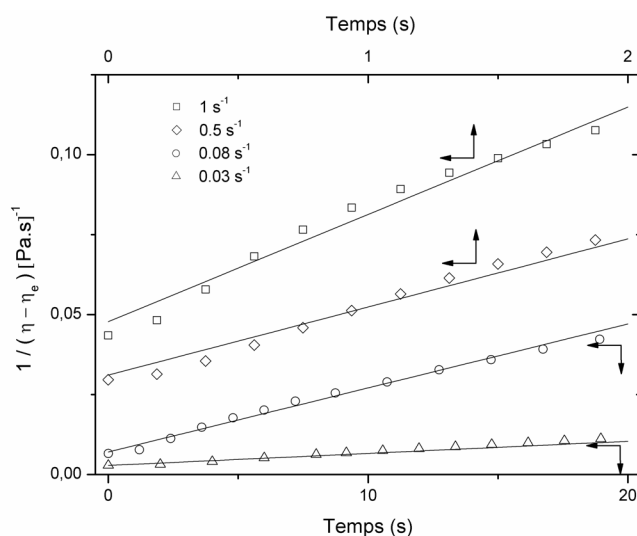 Temps (s)
0 1 2
1 s⁻¹
0.5 s⁻¹
0.08 s⁻¹
0.03 s⁻¹
0,10
0,05
0,00
1 / (η − ηₑ) [Pa.s]⁻¹
0 10 20
Temps (s)